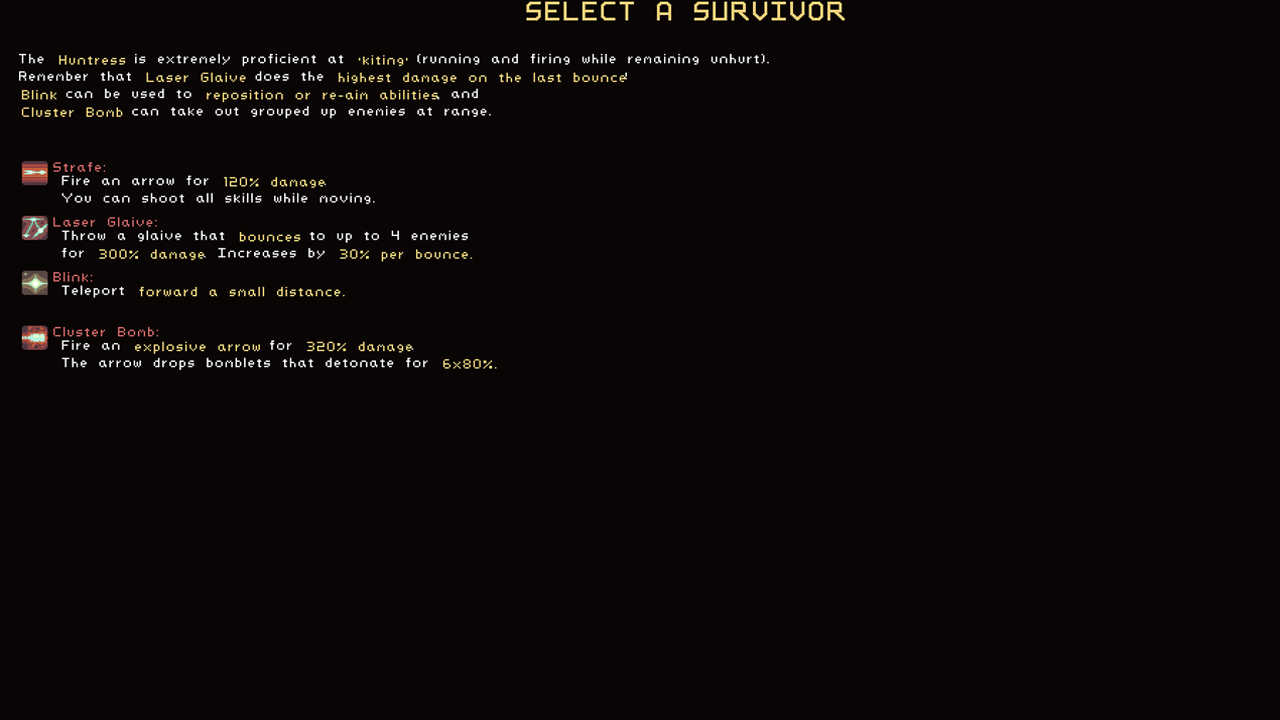 SELECT A SURVIVOR
The Huntress is extremely proficient at 'kiting' (running and firing while remaining unhurt).
Remember that Laser Glaive does the highest damage on the last bounce!
Blink can be used to reposition or re-aim abilities, and
Cluster Bomb can take out grouped up enemies at range.
Strafe:
Fire an arrow for 120% damage.
You can shoot all skills while moving.
Laser Glaive:
Throw a glaive that bounces to up to 4 enemies
for 300% damage. Increases by 30% per bounce.
Blink:
Teleport forward a small distance.
Cluster Bomb:
Fire an explosive arrow for 320% damage.
The arrow drops bomblets that detonate for 6x80%.